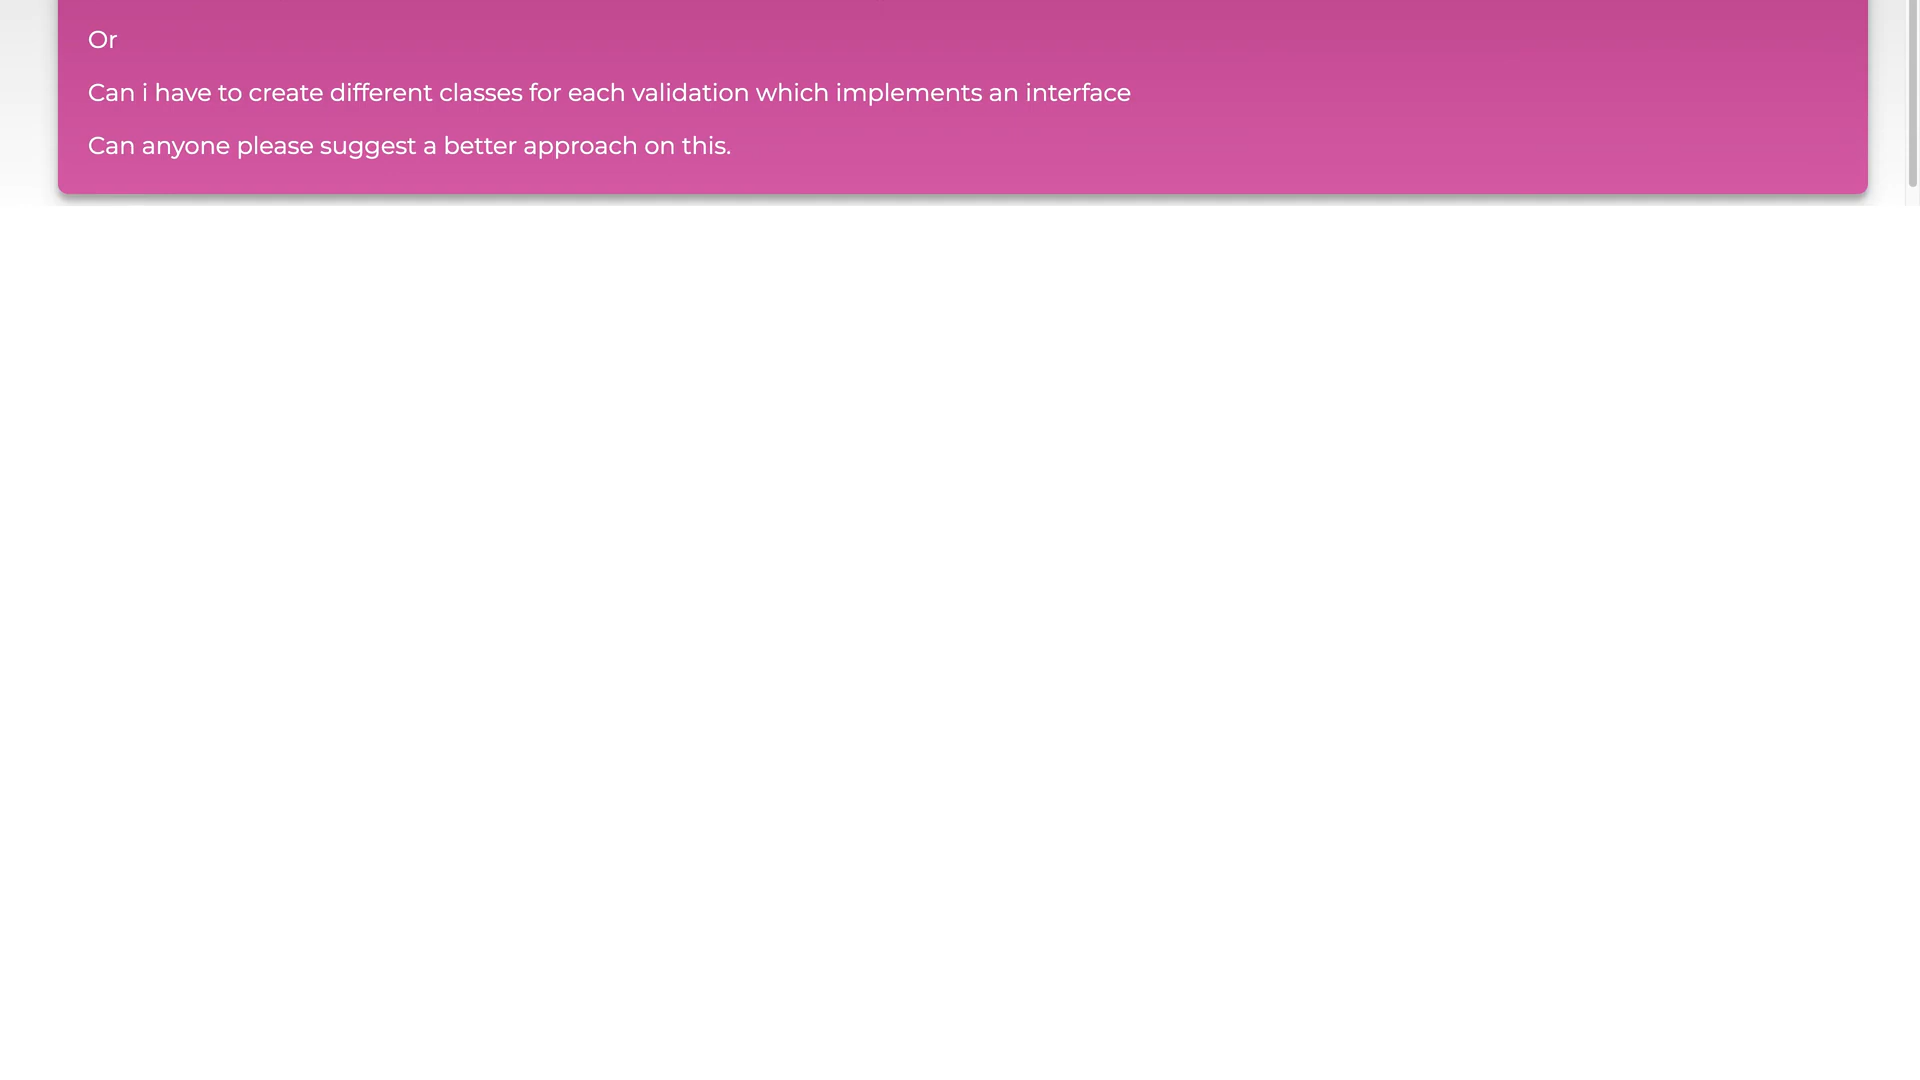 Or
Can i have to create different classes for each validation which implements an interface
Can anyone please suggest a better approach on this.